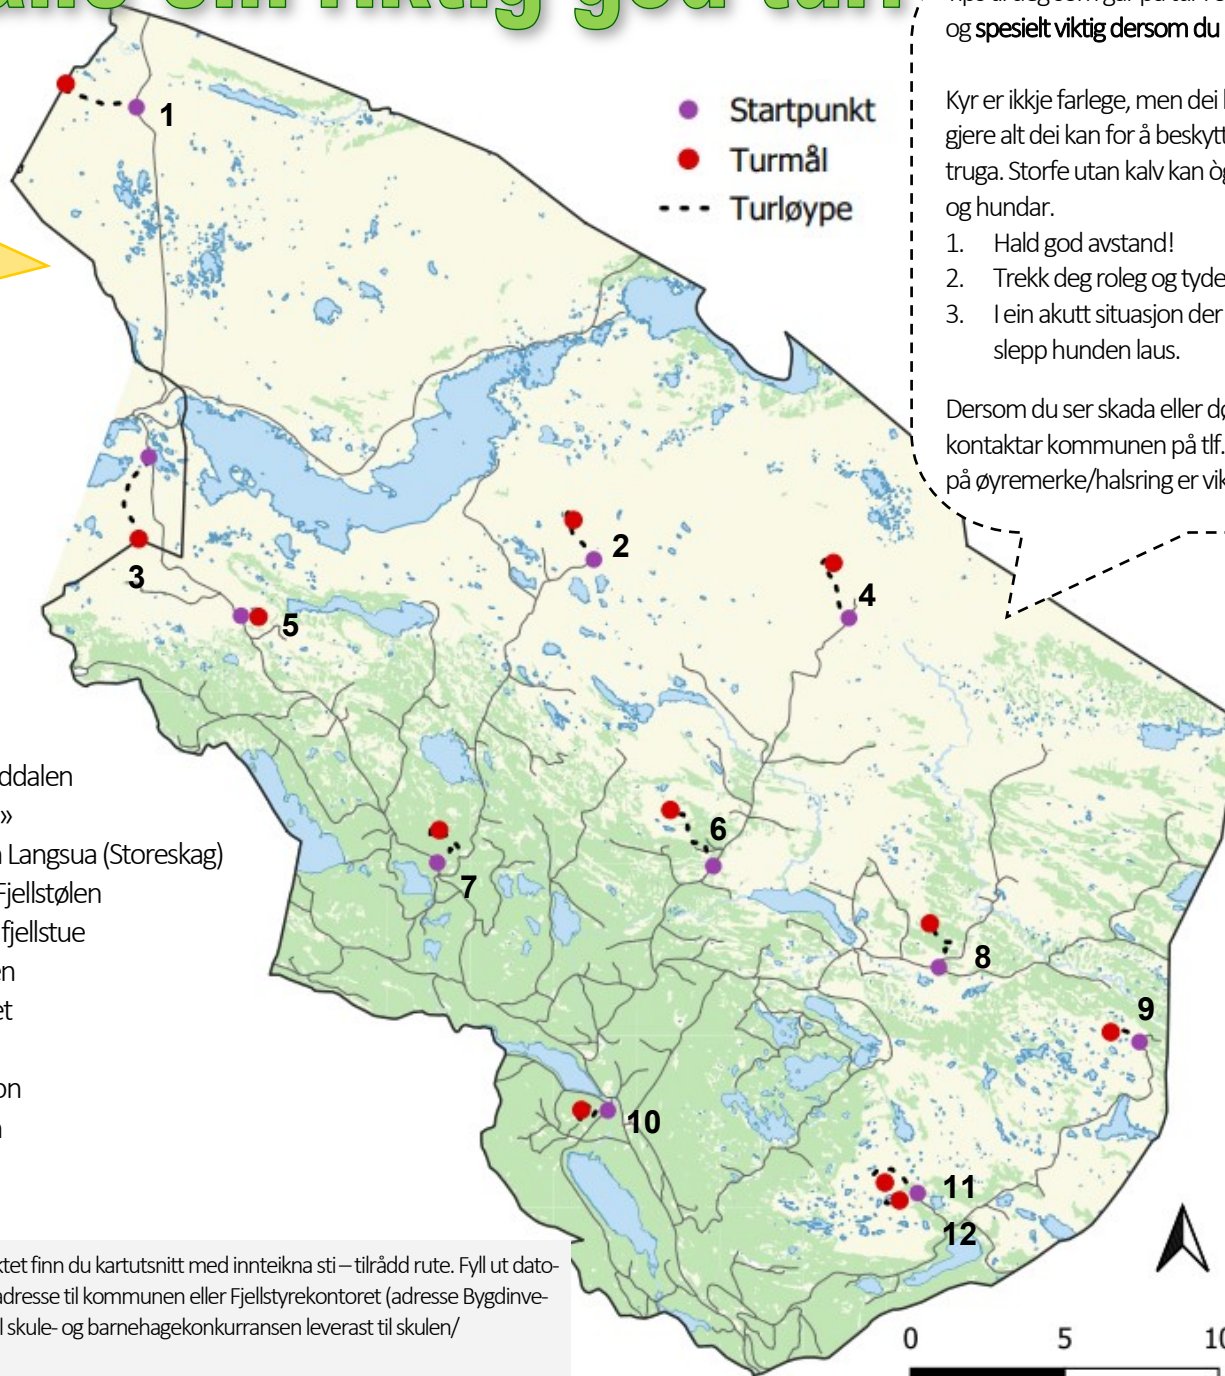 og spesielt viktig dersom du
Startpunkt
Turmål
Turløype
Kyr er ikkje farlege, men dei
gjere alt dei kan for å beskytt
truga. Storfe utan kalv kan òg
og hundar.
1. Hald god avstand!
2. Trekk deg roleg og tyde
3. I ein akutt situasjon der
slepp hunden laus.
Dersom du ser skada eller dø
kontaktar kommunen på tlf.
på øyremerke/halsring er vik
1
2
3
4
5
6
7
8
9
10
11
12
ddalen
»
Langsua (Storeskag)
Fjellstølen
fjellstue
en
et
on
ktet finn du kartutsnitt med innteikna sti – tilrådd rute. Fyll ut dato-
adresse til kommunen eller Fjellstyrekontoret (adresse Bygdinve-
l skule- og barnehagekonkurransen leverast til skulen/
0 5 10